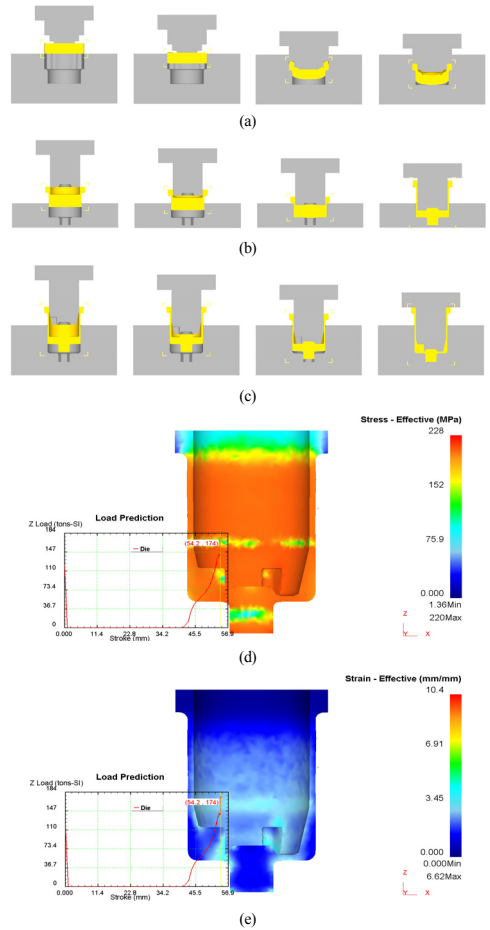 (a)
(b)
(c)
Stress - Effective (MPa)
228
152
75.9
0.000
1.36Min
220Max
Load Prediction
Z Load (tons-SI)
184
147
110
73.4
36.7
0.000
11.4
22.8
34.2
45.5
56.9
Stroke (mm)
Die
(54.2 , 174)
Z
Y
X
(d)
Strain - Effective (mm/mm)
10.4
6.91
3.45
0.000
0.000Min
6.62Max
Load Prediction
Z Load (tons-SI)
184
147
110
73.4
36.7
0
0.000
11.4
22.8
34.2
45.5
56.9
Stroke (mm)
Die
(54.2 , 174)
Z
Y
X
(e)